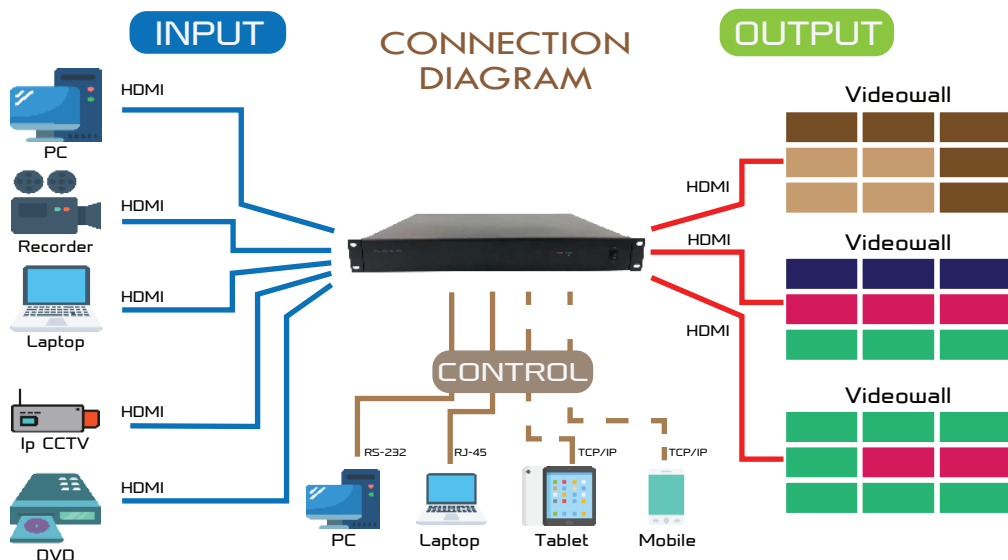 INPUT
CONNECTION
DIAGRAM
OUTPUT
HDMI
PC
HDMI
Recorder
HDMI
Laptop
HDMI
Ip CCTV
HDMI
DVD
Videowall
HDMI
HDMI
Videowall
HDMI
Videowall
CONTROL
RS-232
RJ-45
TCP/IP
TCP/IP
PC
Laptop
Tablet
Mobile